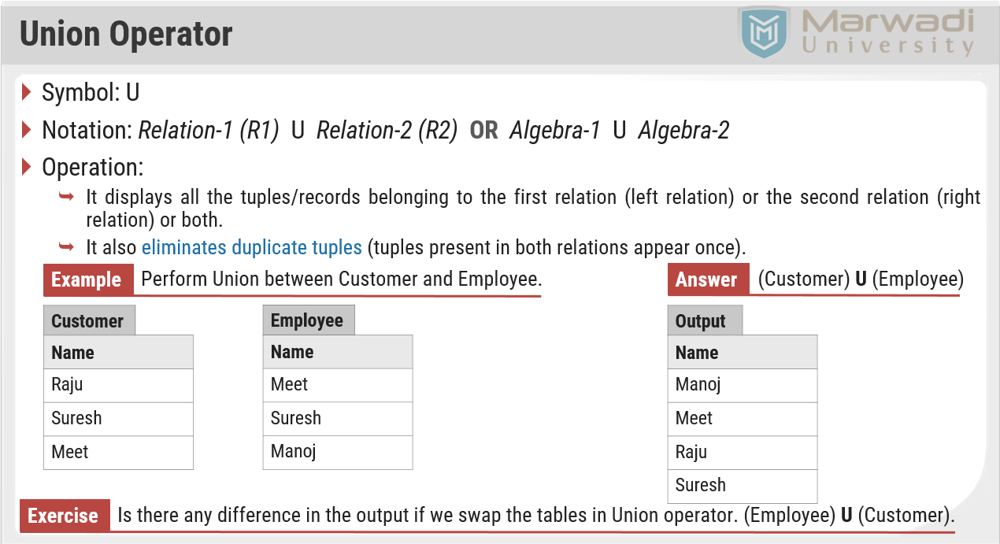 Union Operator
Marwadi
University
Symbol: U
Notation: Relation-1 (R1) U Relation-2 (R2) OR Algebra-1 U Algebra-2
Operation:
It displays all the tuples/records belonging to the first relation (left relation) or the second relation (right
relation) or both.
It also eliminates duplicate tuples (tuples present in both relations appear once).
Example Perform Union between Customer and Employee.
Answer (Customer) U (Employee)
Customer
Name
Raju
Suresh
Meet
Employee
Name
Meet
Suresh
Manoj
Output
Name
Manoj
Meet
Raju
Suresh
Exercise Is there any difference in the output if we swap the tables in Union operator. (Employee) U (Customer).